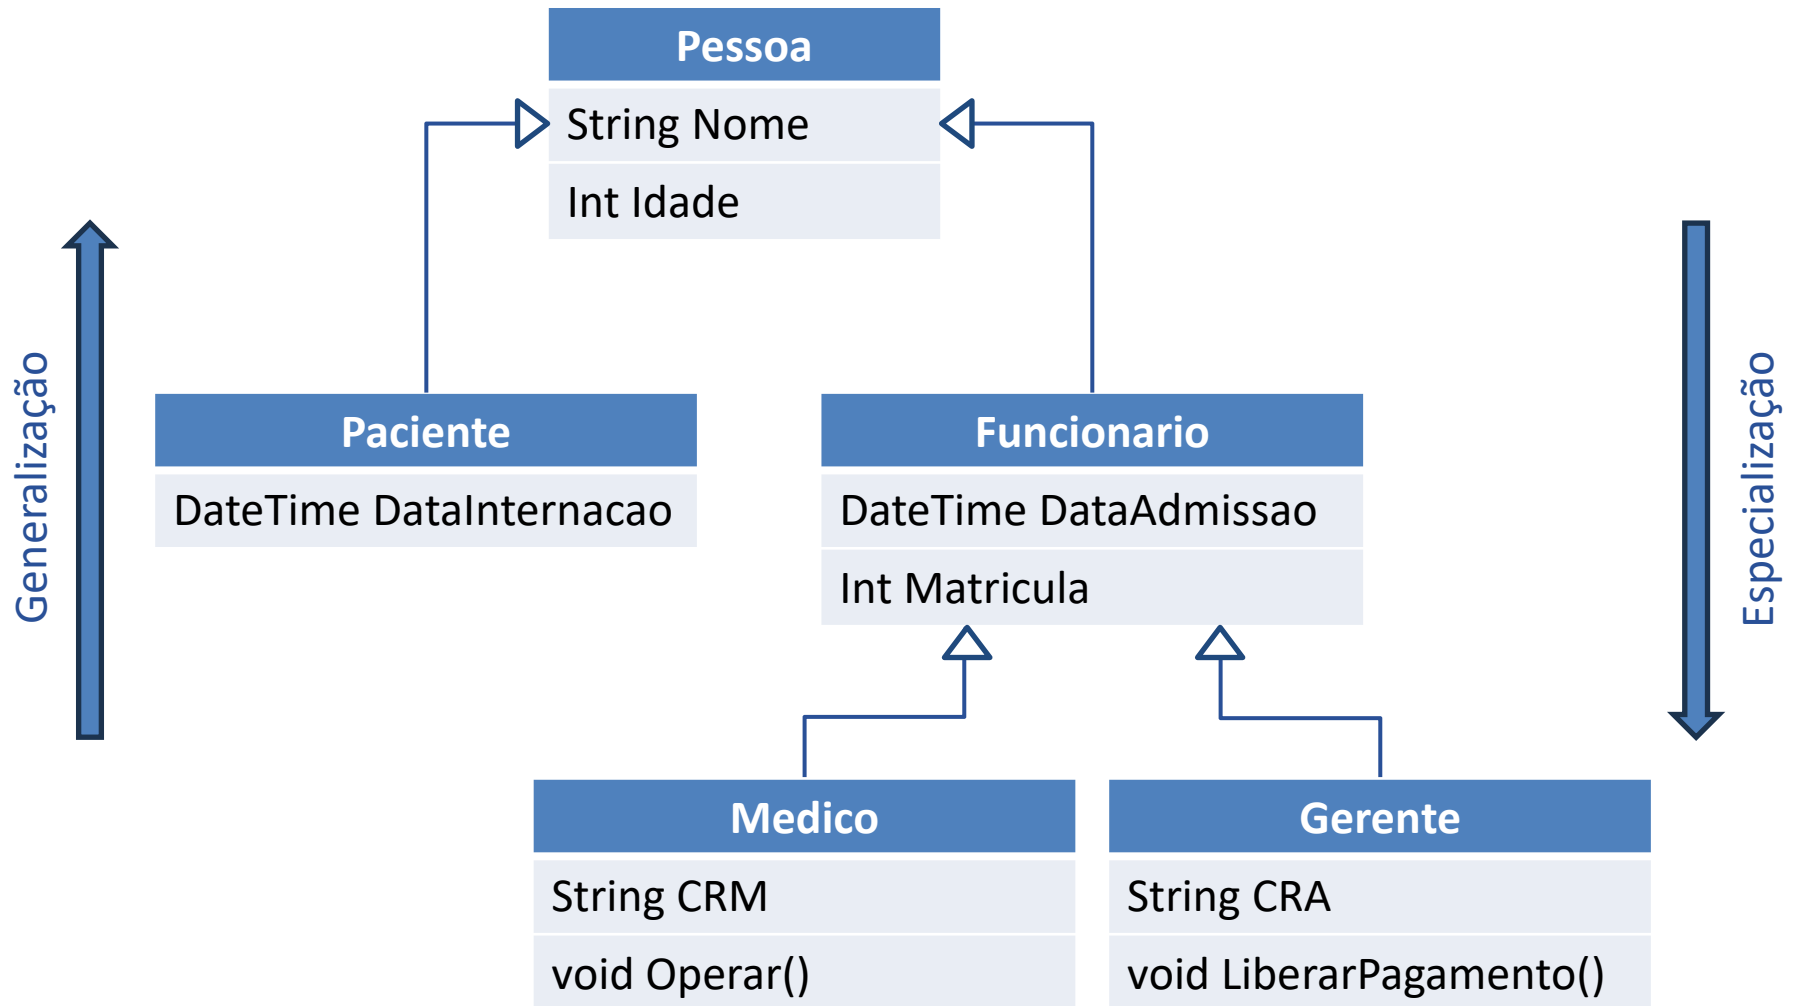 Pessoa
String Nome
Int Idade
Generalização
Especialização
Paciente
DateTime DataInternacao
Funcionario
DateTime DataAdmissao
Int Matricula
Medico
String CRM
void Operar()
Gerente
String CRA
void LiberarPagamento()